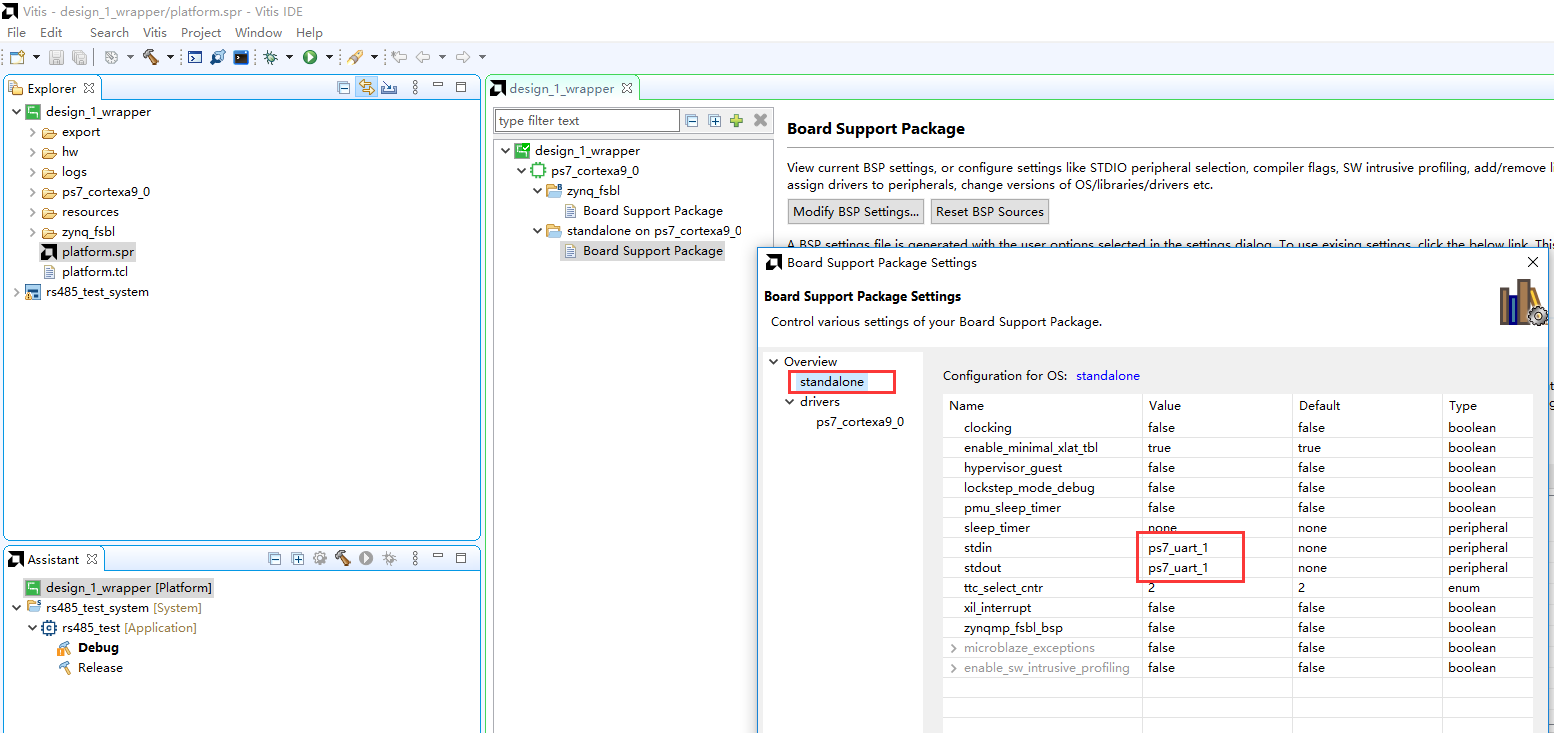 Vitis - design_1_wrapper/platform.spr - Vitis IDE
File Edit Search Vitis Project Window Help
Explorer
design_1_wrapper
export
hw
logs
ps7_cortexa9_0
resources
zynq_fsbl
platform.spr
platform.tcl
rs485_test_system
Assistant
design_1_wrapper [Platform]
rs485_test_system [System]
rs485_test [Application]
Debug
Release
design_1_wrapper
type filter text
design_1_wrapper
ps7_cortexa9_0
zynq_fsbl
Board Support Package
standalone on ps7_cortexa9_0
Board Support Package
Board Support Package
View current BSP settings, or configure settings like STDIO peripheral selection, compiler flags, SW intrusive profiling, add/remove
assign drivers to peripherals, change versions of OS/libraries/drivers etc.
Modify BSP Settings... Reset BSP Sources
A BSP settings file is generated with the user options selected in the settings dialog. To use exising settings, click the below link. This
Board Support Package Settings
Board Support Package Settings
Control various settings of your Board Support Package.
Overview
standalone
drivers
ps7_cortexa9_0
Configuration for OS: standalone
Name Value Default Type
clocking false false boolean
enable_minimal_xlat_tbl true true boolean
hypervisor_guest false false boolean
lockstep_mode_debug false false boolean
pmu_sleep_timer false false boolean
sleep_timer none none peripheral
stdin ps7_uart_1 none peripheral
stdout ps7_uart_1 none peripheral
ttc_select_cntr 2 2 enum
xil_interrupt false false boolean
zynqmp_fsbl_bsp false false boolean
microblaze_exceptions false false boolean
enable_sw_intrusive_profiling false false boolean